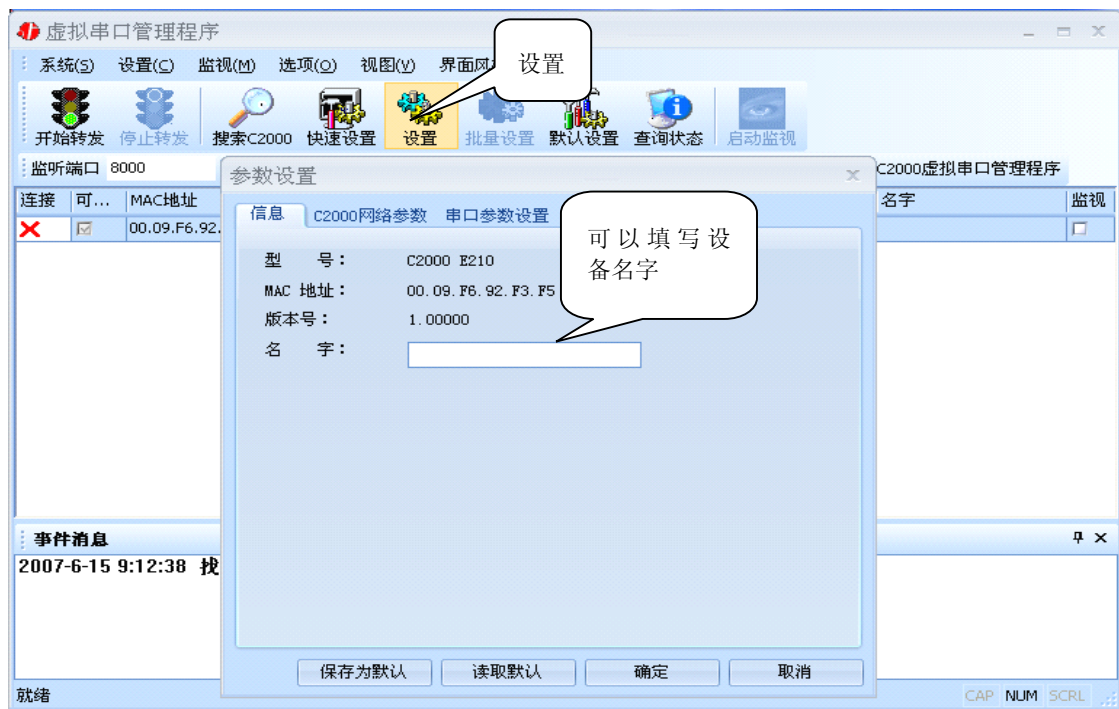 虚拟串口管理程序
设置
系统(S) 设置(C) 监视(M) 选项(O) 视图(V) 界面风
开始转发 停止转发 搜索C2000 快速设置 设置 批量设置 默认设置 查询状态 启动监视
监听端口 8000
C2000虚拟串口管理程序
连接 可... MAC地址 名字 监视
00.09.F6.92.
参数设置
信息 C2000网络参数 串口参数设置
可以填写设
备名字
型 号： C2000 E210
MAC 地址： 00.09.F6.92.F3.F5
版本号： 1.00000
名 字：
事件消息
2007-6-15 9:12:38 找
保存为默认 读取默认 确定 取消
就绪
CAP NUM SCRL